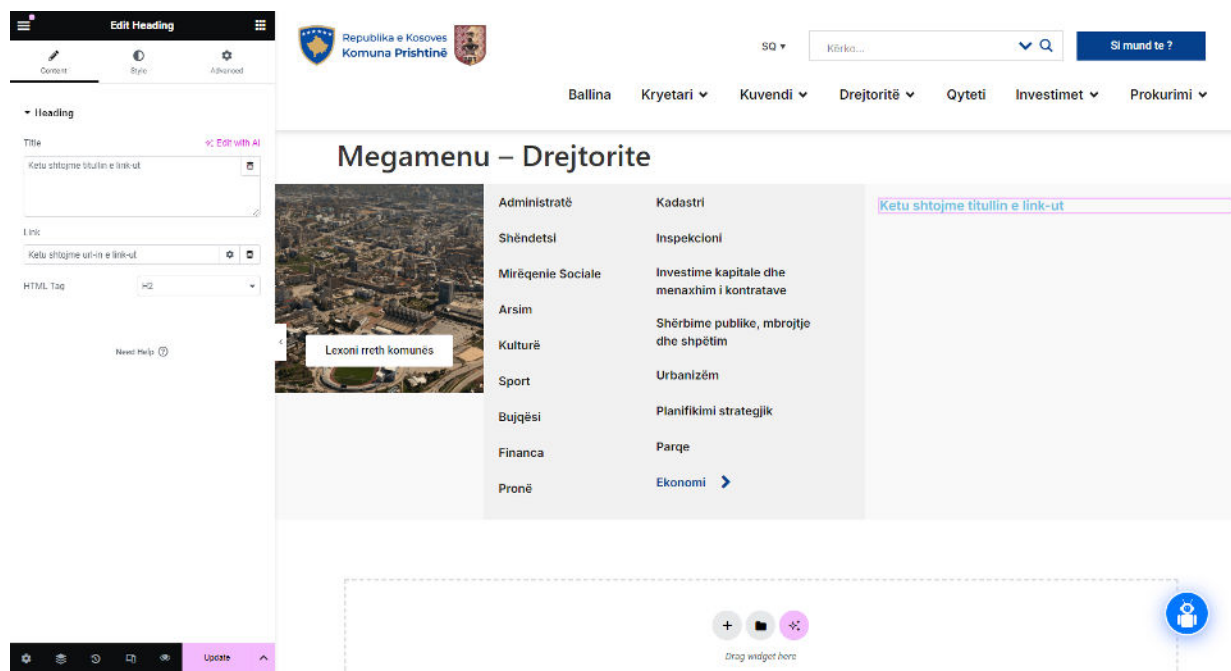 Edit Heading
Content
Style
Advanced
Heading
Title
Edit with AI
Ketu shtojme titullin e link-ut
Link
Ketu shtojme url-in e link-ut
HTML Tag
H2
Need Help
Update
Republika e Kosoves
Komuna Prishtinë
SQ
Kërko...
Si mund te ?
Ballina
Kryetari
Kuvendi
Drejtoritë
Qyteti
Investimet
Prokurimi
Megamenu – Drejtorite
Lexoni rreth komunës
Administratë
Shëndetsi
Mirëqenie Sociale
Arsim
Kulturë
Sport
Bujqësi
Financa
Pronë
Kadastri
Inspekcioni
Investime kapitale dhe
menaxhim i kontratave
Shërbime publike, mbrojtje
dhe shpëtim
Urbanizëm
Planifikimi strategjik
Parqe
Ekonomi
Ketu shtojme titullin e link-ut
Drag widget here